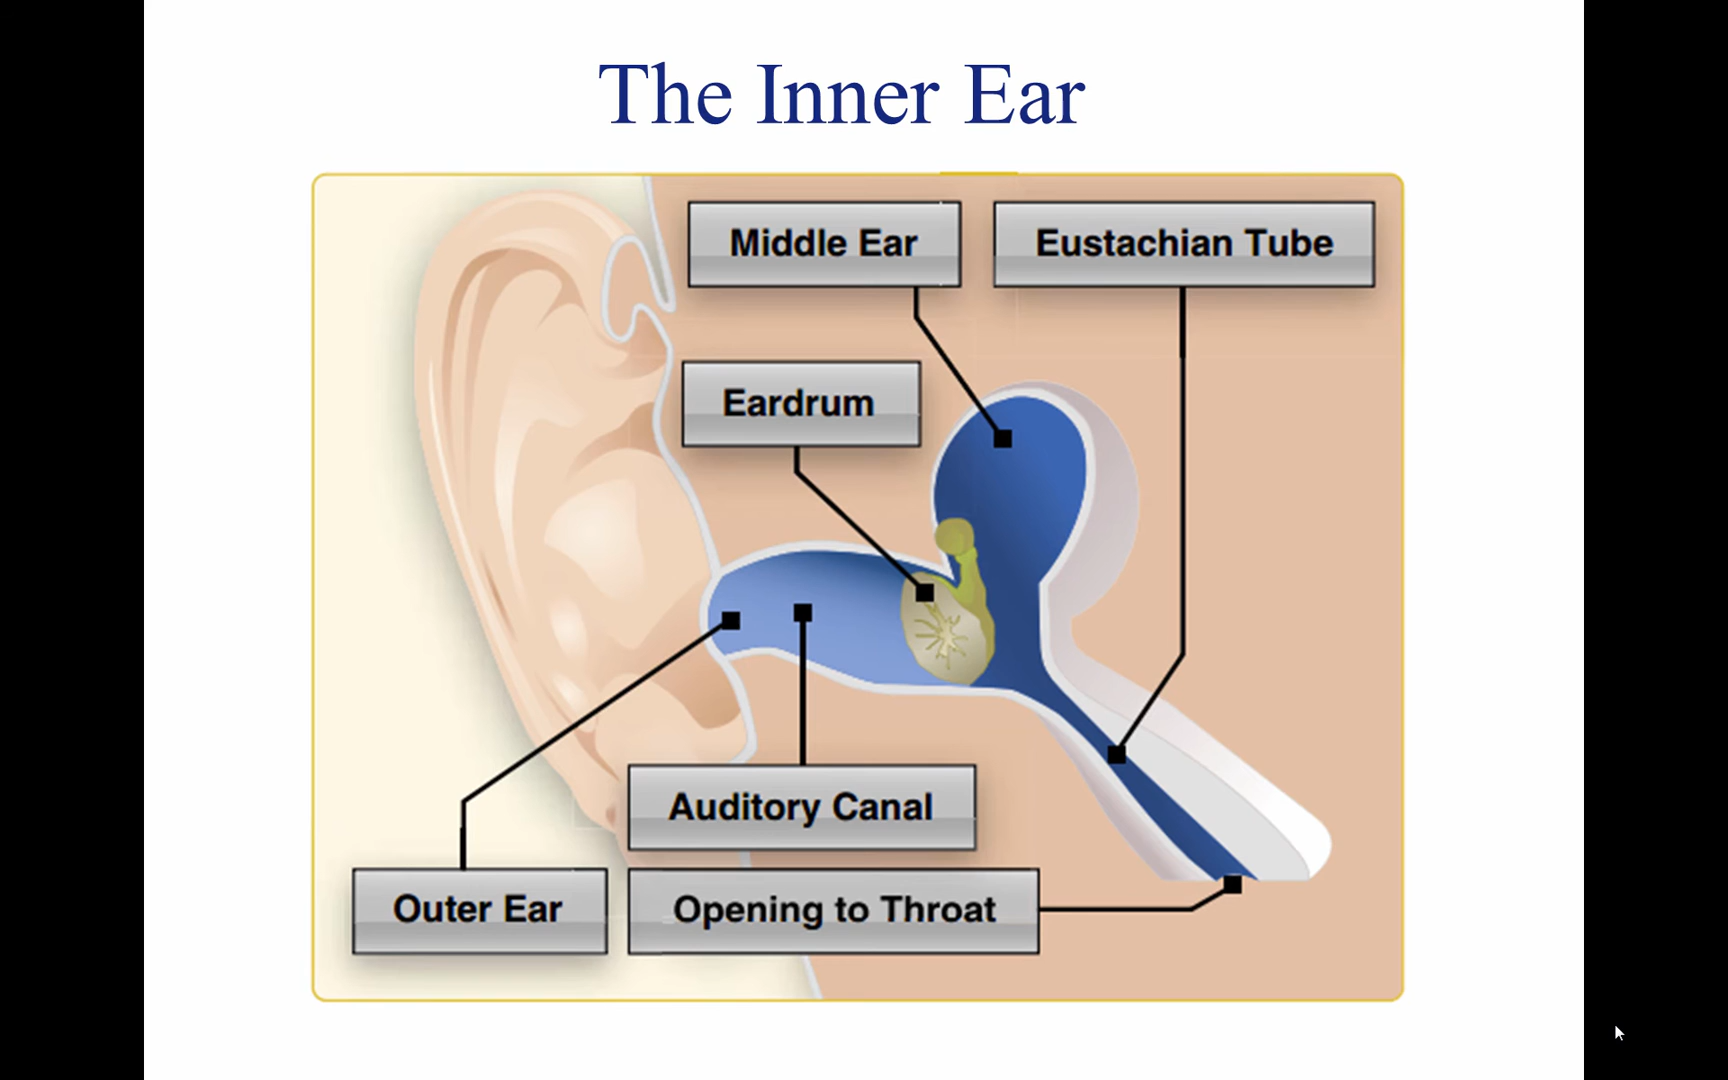 The Inner Ear
Middle Ear
Eustachian Tube
Eardrum
Auditory Canal
Outer Ear
Opening to Throat